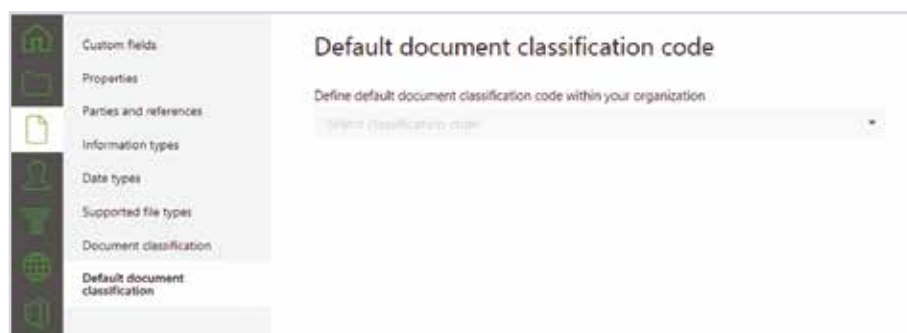 Custom fields
Properties
Parties and references
Information types
Date types
Supported file types
Document classification
Default document
classification
Default document classification code
Define default document classification code within your organization
Select classification code